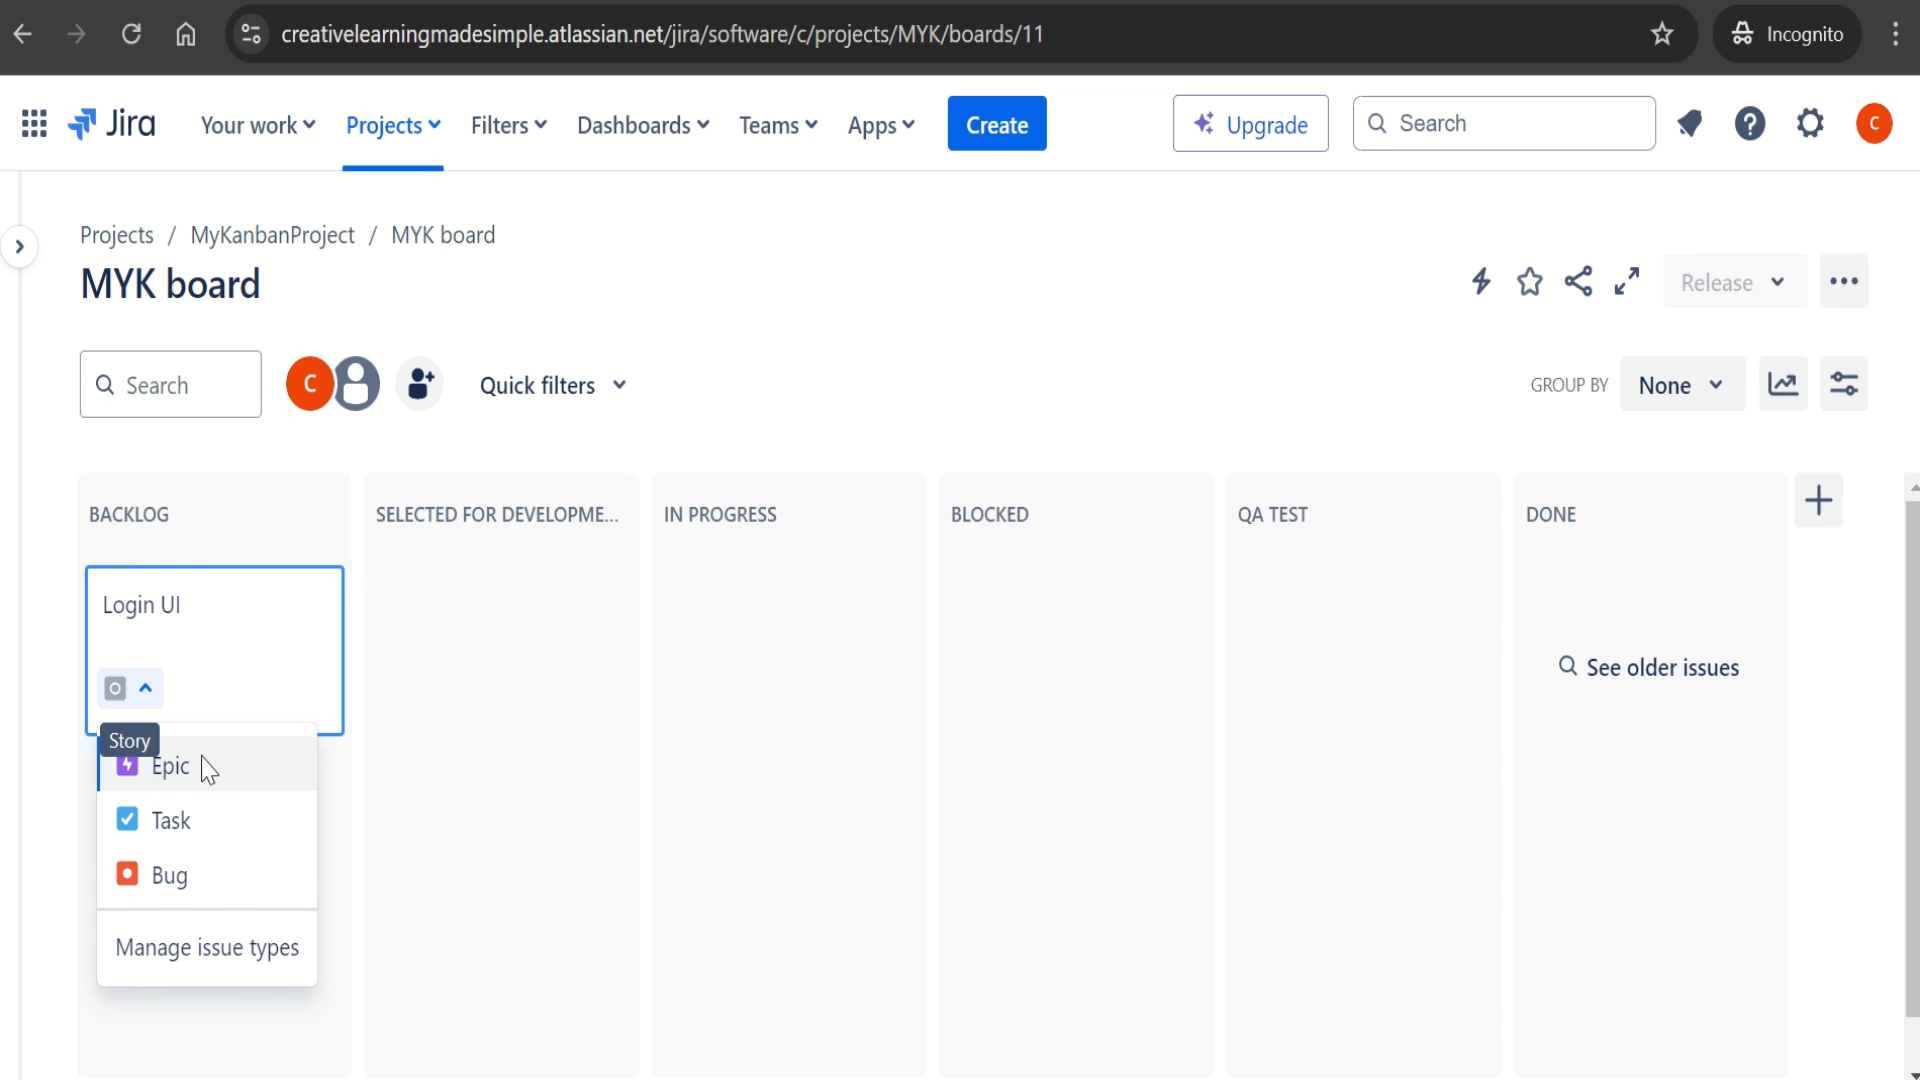 creativelearningmadesimple.atlassian.net/jira/software/c/projects/MYK/boards/11
Incognito
Jira
Your work
Projects
Filters
Dashboards
Teams
Apps
Create
Upgrade
Search
C
Projects / MyKanbanProject / MYK board
MYK board
Release
Search
C
Quick filters
GROUP BY
None
BACKLOG
SELECTED FOR DEVELOPME...
IN PROGRESS
BLOCKED
QA TEST
DONE
Login UI
See older issues
Story
Epic
Task
Bug
Manage issue types